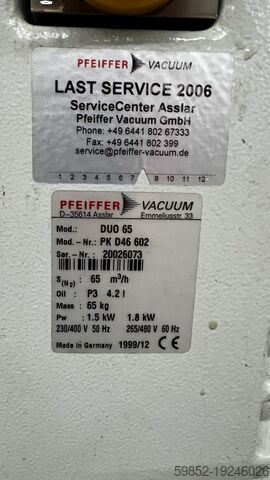 PFEIFFER VACUUM
LAST SERVICE 2006
ServiceCenter Asslar
Pfeiffer Vacuum GmbH
Phone: +49 6441 802 67333
Fax: +49 6441 802 396
service@pfeiffer-vacuum.de
1 2 3 4 5 6 7 8 9 10 11 12
PFEIFFER VACUUM
D-35614 Asslar Emmeliusstr. 33
Mod.: DUO 65
Mod.-Nr.: PK D46 602
Ser.-Nr.: 20026073
S(N2) : 65 m³/h
Oil : P3 4.2 l
Mass : 65 kg
Pw : 1.5 kW 1.8 kW
230/400 V 50 Hz 265/480 V 60 Hz
Made in Germany 1999/12 CE
59852-19246026